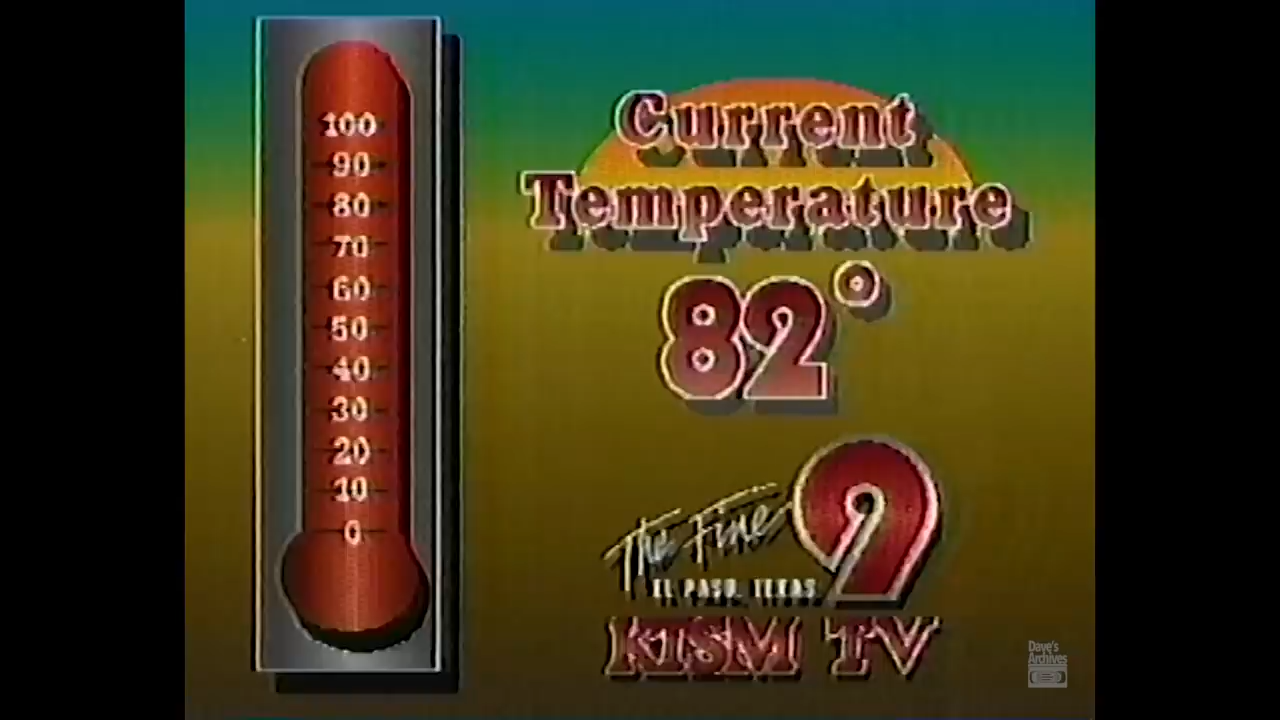 100
90
80
70
60
50
40
30
20
10
0
Current
Temperature
82°
The Fine 9
EL PASO, TEXAS
KTSM TV
Dave's
Archives